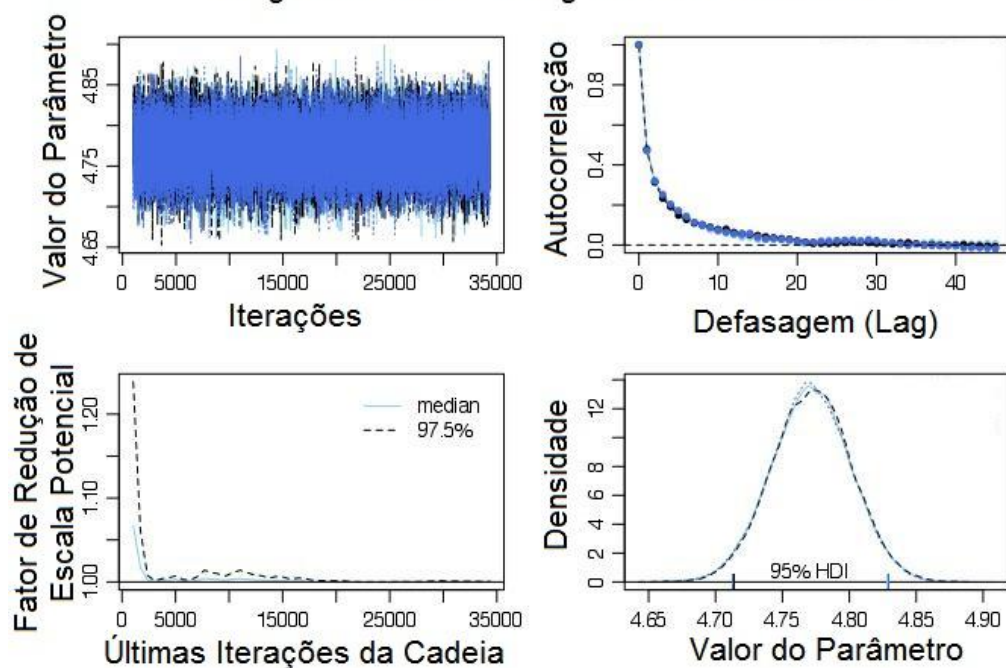 Valor do Parâmetro
4.65 4.75 4.85
0 5000 15000 25000 35000
Iterações
Autocorrelação
0.0 0.4 0.8
0 10 20 30 40
Defasagem (Lag)
Fator de Redução de
Escala Potencial
1.00 1.10 1.20
median
97.5%
0 5000 15000 25000 35000
Últimas Iterações da Cadeia
Densidade
0 2 4 6 8 12
95% HDI
4.65 4.70 4.75 4.80 4.85 4.90
Valor do Parâmetro